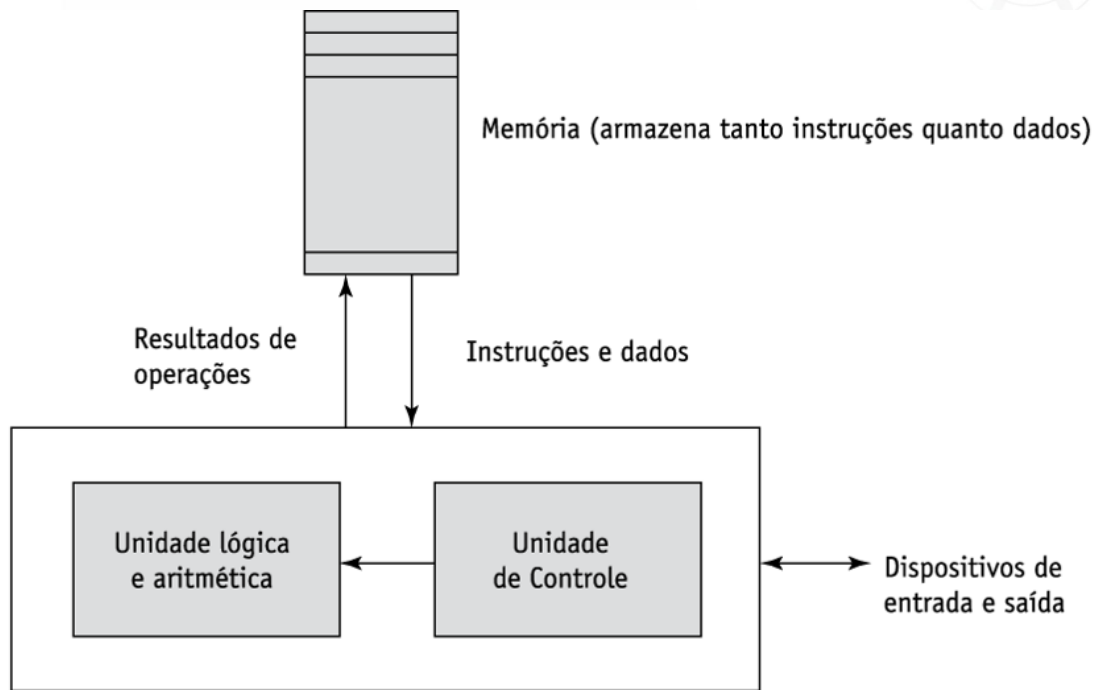 Memória (armazena tanto instruções quanto dados)
Resultados de
operações
Instruções e dados
Unidade lógica
e aritmética
Unidade
de Controle
Dispositivos de
entrada e saída